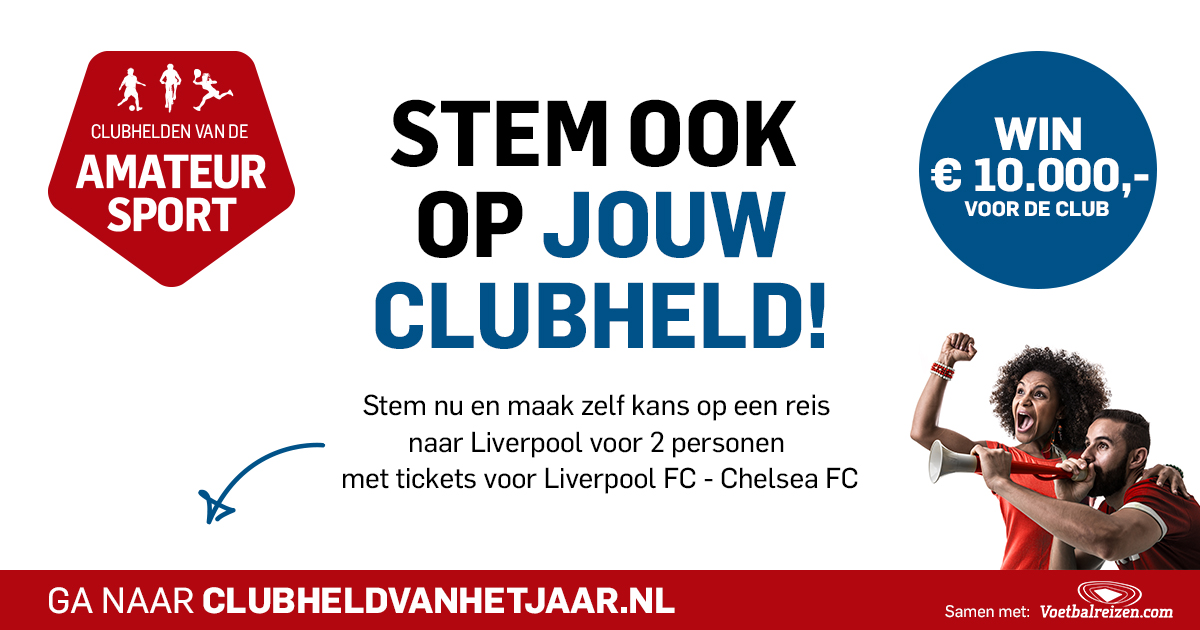 CLUBHELDEN VAN DE
AMATEUR
SPORT
STEM OOK
OP JOUW
CLUBHELD!
WIN
€ 10.000,-
VOOR DE CLUB
Stem nu en maak zelf kans op een reis
naar Liverpool voor 2 personen
met tickets voor Liverpool FC - Chelsea FC
GA NAAR CLUBHELDVANHETJAAR.NL
Samen met: Voetbalreizen.com